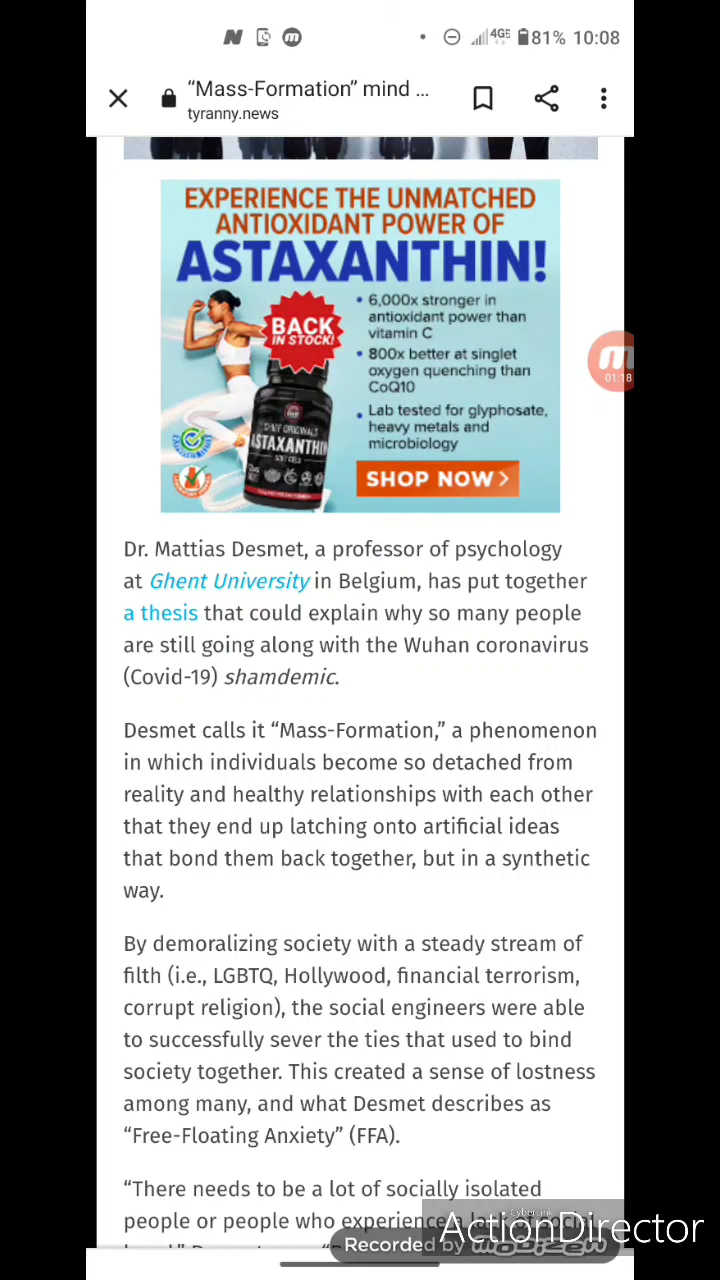 81% 10:08
“Mass-Formation” mind ...
tyranny.news
EXPERIENCE THE UNMATCHED
ANTIOXIDANT POWER OF
ASTAXANTHIN!
BACK
IN STOCK!
• 6,000x stronger in
antioxidant power than
vitamin C
• 800x better at singlet
oxygen quenching than
CoQ10
• Lab tested for glyphosate,
heavy metals and
microbiology
ASTAXANTHIN
SHOP NOW >
01:18
Dr. Mattias Desmet, a professor of psychology
at Ghent University in Belgium, has put together
a thesis that could explain why so many people
are still going along with the Wuhan coronavirus
(Covid-19) shamdemic.
Desmet calls it “Mass-Formation,” a phenomenon
in which individuals become so detached from
reality and healthy relationships with each other
that they end up latching onto artificial ideas
that bond them back together, but in a synthetic
way.
By demoralizing society with a steady stream of
filth (i.e., LGBTQ, Hollywood, financial terrorism,
corrupt religion), the social engineers were able
to successfully sever the ties that used to bind
society together. This created a sense of lostness
among many, and what Desmet describes as
“Free-Floating Anxiety” (FFA).
“There needs to be a lot of socially isolated
people or people who experience a
CyberLink
ActionDirector
Recorded by mobizen